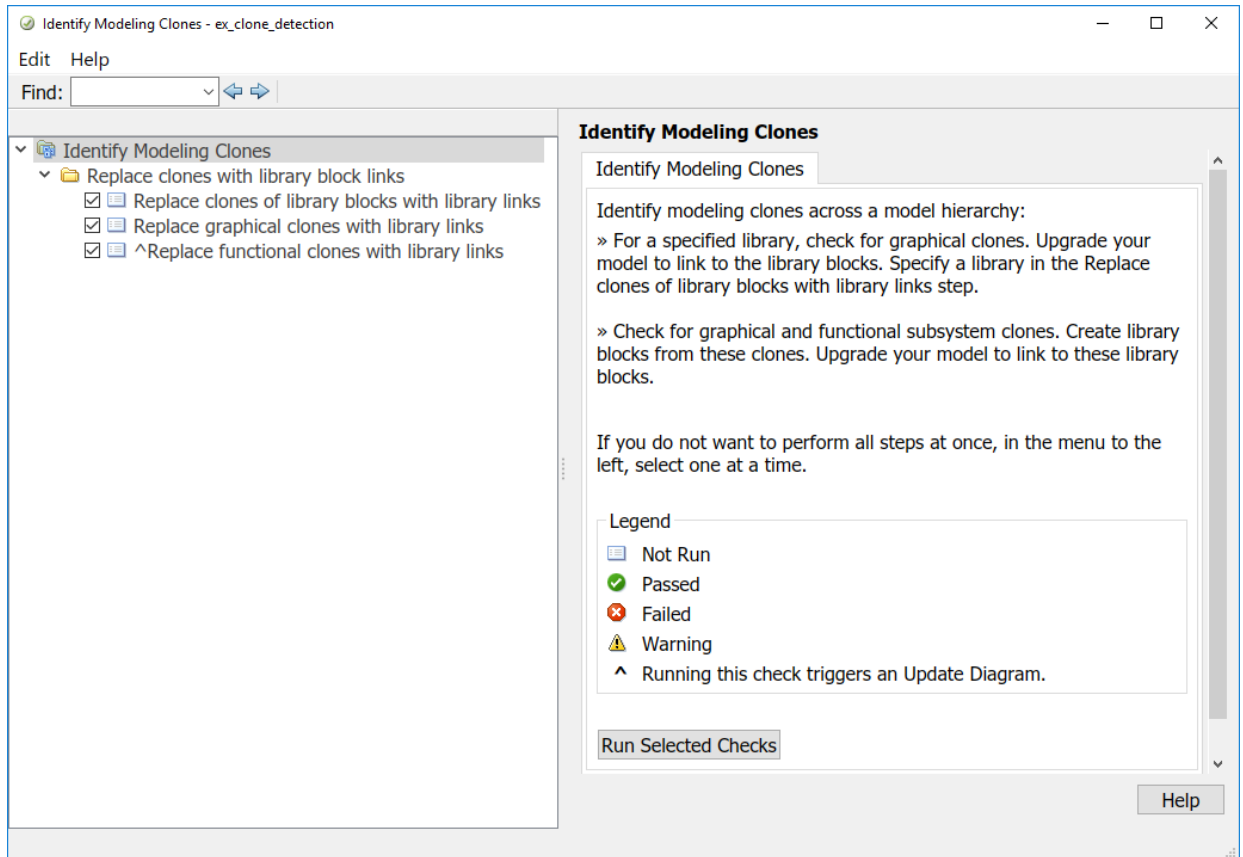 Identify Modeling Clones - ex_clone_detection
Edit Help
Find:
Identify Modeling Clones
Replace clones with library block links
Replace clones of library blocks with library links
Replace graphical clones with library links
^Replace functional clones with library links
Identify Modeling Clones
Identify Modeling Clones
Identify modeling clones across a model hierarchy:
» For a specified library, check for graphical clones. Upgrade your
model to link to the library blocks. Specify a library in the Replace
clones of library blocks with library links step.
» Check for graphical and functional subsystem clones. Create library
blocks from these clones. Upgrade your model to link to these library
blocks.
If you do not want to perform all steps at once, in the menu to the
left, select one at a time.
Legend
Not Run
Passed
Failed
Warning
^ Running this check triggers an Update Diagram.
Run Selected Checks
Help